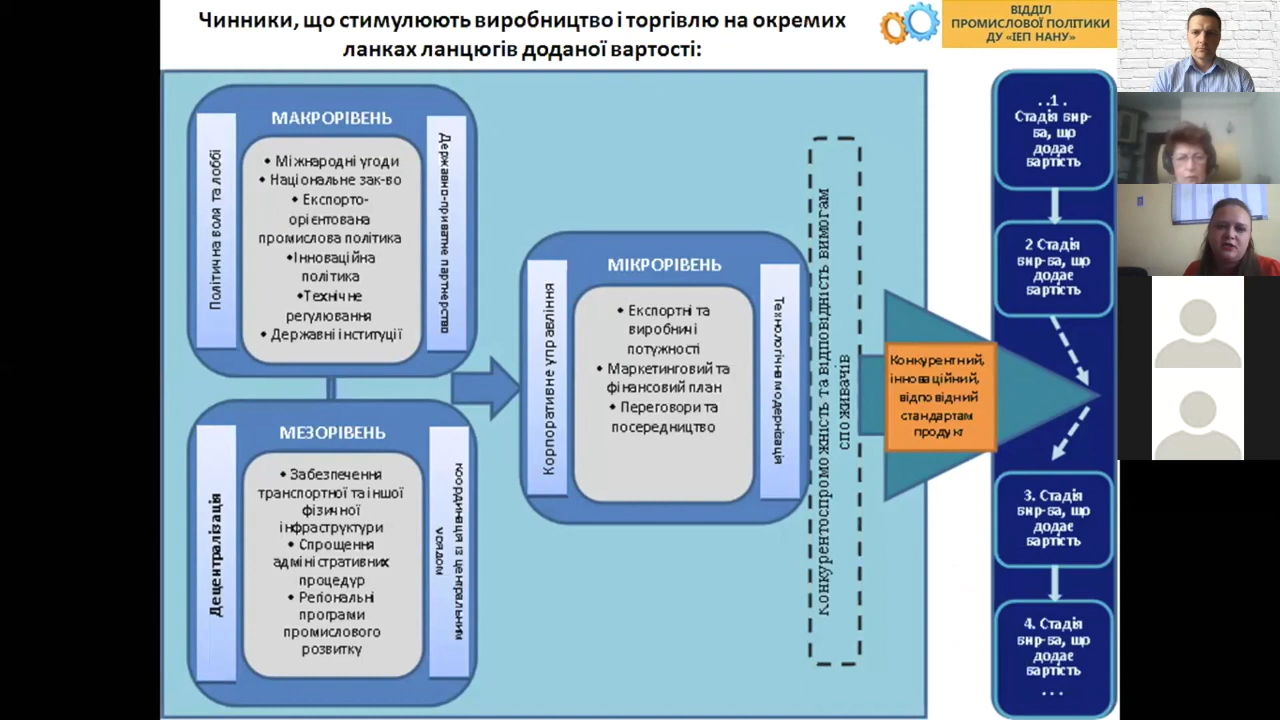 Чинники, що стимулюють виробництво і торгівлю на окремих
ланках ланцюгів доданої вартості:
ВІДДІЛ
ПРОМИСЛОВОЇ ПОЛІТИКИ
ДУ «ІЕП НАНУ»
МАКРОРІВЕНЬ
Політична воля та лоббі
• Міжнародні угоди
• Національне зак-во
• Експорто-
орієнтована
промислова політика
•Інноваційна
політика
•Технічне
регулювання
• Державні інституції
Державно-приватне партнерство
МЕЗОРІВЕНЬ
Децентралізація
• Забезпечення
транспортної та іншої
фізичної
інфраструктури
• Спрощення
адміністративних
процедур
• Регіональні
програми
промислового
розвитку
координація із центральним
урядом
МІКРОРІВЕНЬ
Корпоративне управління
• Експортні та
виробничі
потужності
• Маркетинговий та
фінансовий план
• Переговори та
посередництво
Технологічна модернізація
Конкурентоспроможність та відповідність вимогам
споживачів
Конкурентний,
інноваційний,
відповідний
стандартам
продукт
..1 .
Стадія вир-
ва, що
додає
вартість
2 Стадія
вир-ва, що
додає
вартість
3. Стадія
вир-ва, що
додає
вартість
4. Стадія
вир-ва, що
додає
вартість
...